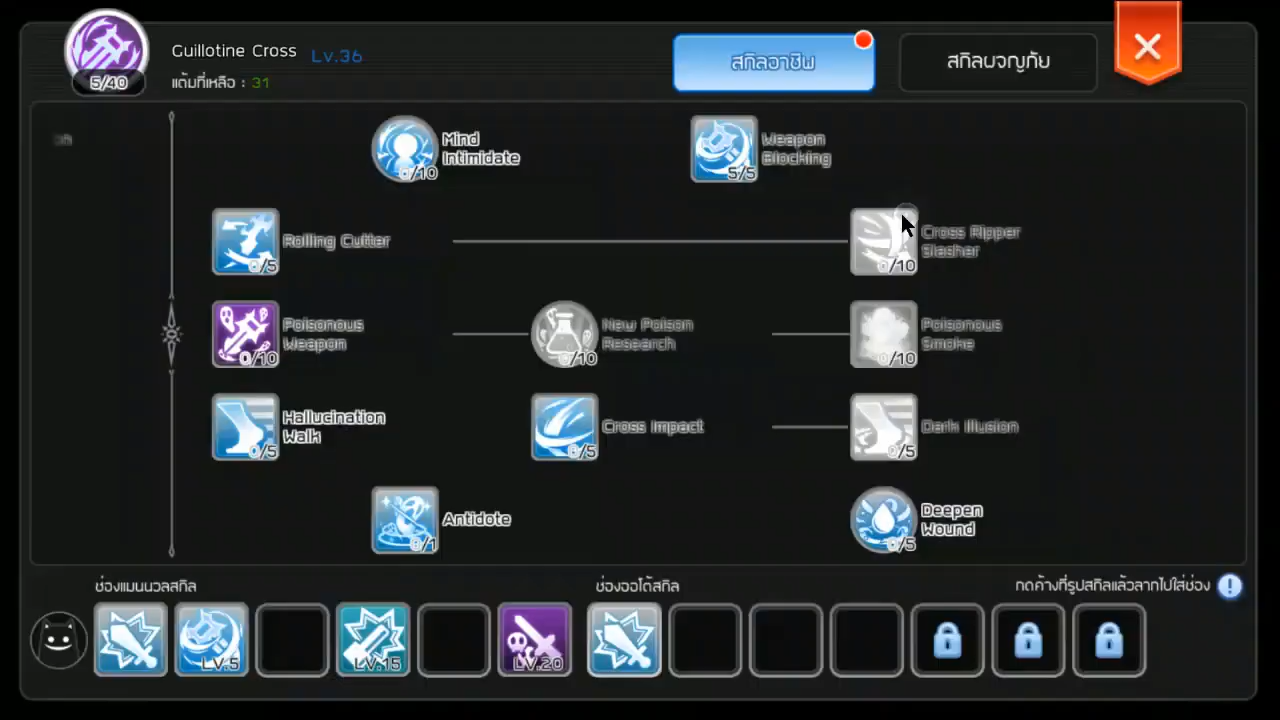 Guillotine Cross Lv.36
5/40
แต้มที่เหลือ : 31
สกิลอาชีพ
สกิลผจญภัย
Mind
Intimidate
0/10
Weapon
Blocking
5/5
Rolling Cutter
0/5
Cross Ripper
Slasher
0/10
Poisonous
Weapon
0/10
New Poison
Research
0/10
Poisonous
Smoke
0/10
Hallucination
Walk
0/5
Cross Impact
0/5
Dark Illusion
0/5
Antidote
0/1
Deepen
Wound
0/5
ช่องแมนนวลสกิล
ช่องออโต้สกิล
กดค้างที่รูปสกิลแล้วลากไปใส่ช่อง
LV.5
LV.15
LV.20